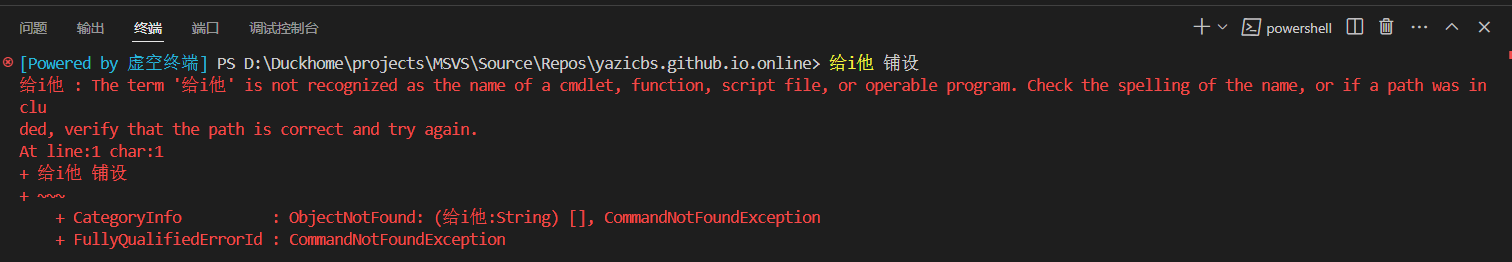 问题 输出 终端 端口 调试控制台 powershell
[Powered by 虚空终端] PS D:\Duckhome\projects\MSVS\Source\Repos\yazicbs.github.io.online> 给i他 铺设
给i他 : The term '给i他' is not recognized as the name of a cmdlet, function, script file, or operable program. Check the spelling of the name, or if a path was in
clu
ded, verify that the path is correct and try again.
At line:1 char:1
+ 给i他 铺设
+ ~~~
    + CategoryInfo          : ObjectNotFound: (给i他:String) [], CommandNotFoundException
    + FullyQualifiedErrorId : CommandNotFoundException